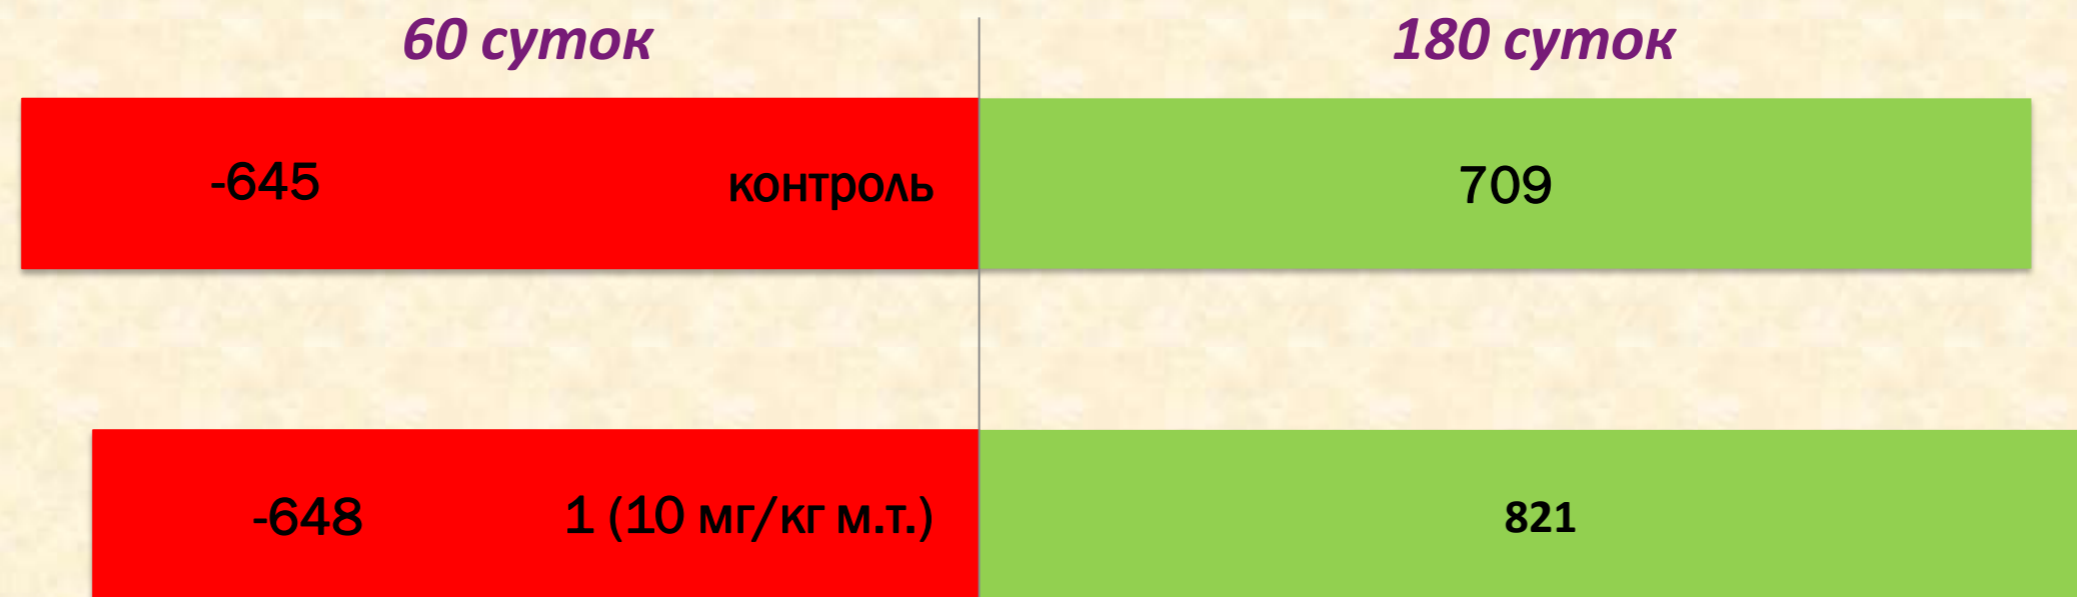 60 суток
180 суток
-645
контроль
709
-648
1 (10 мг/кг м.т.)
821